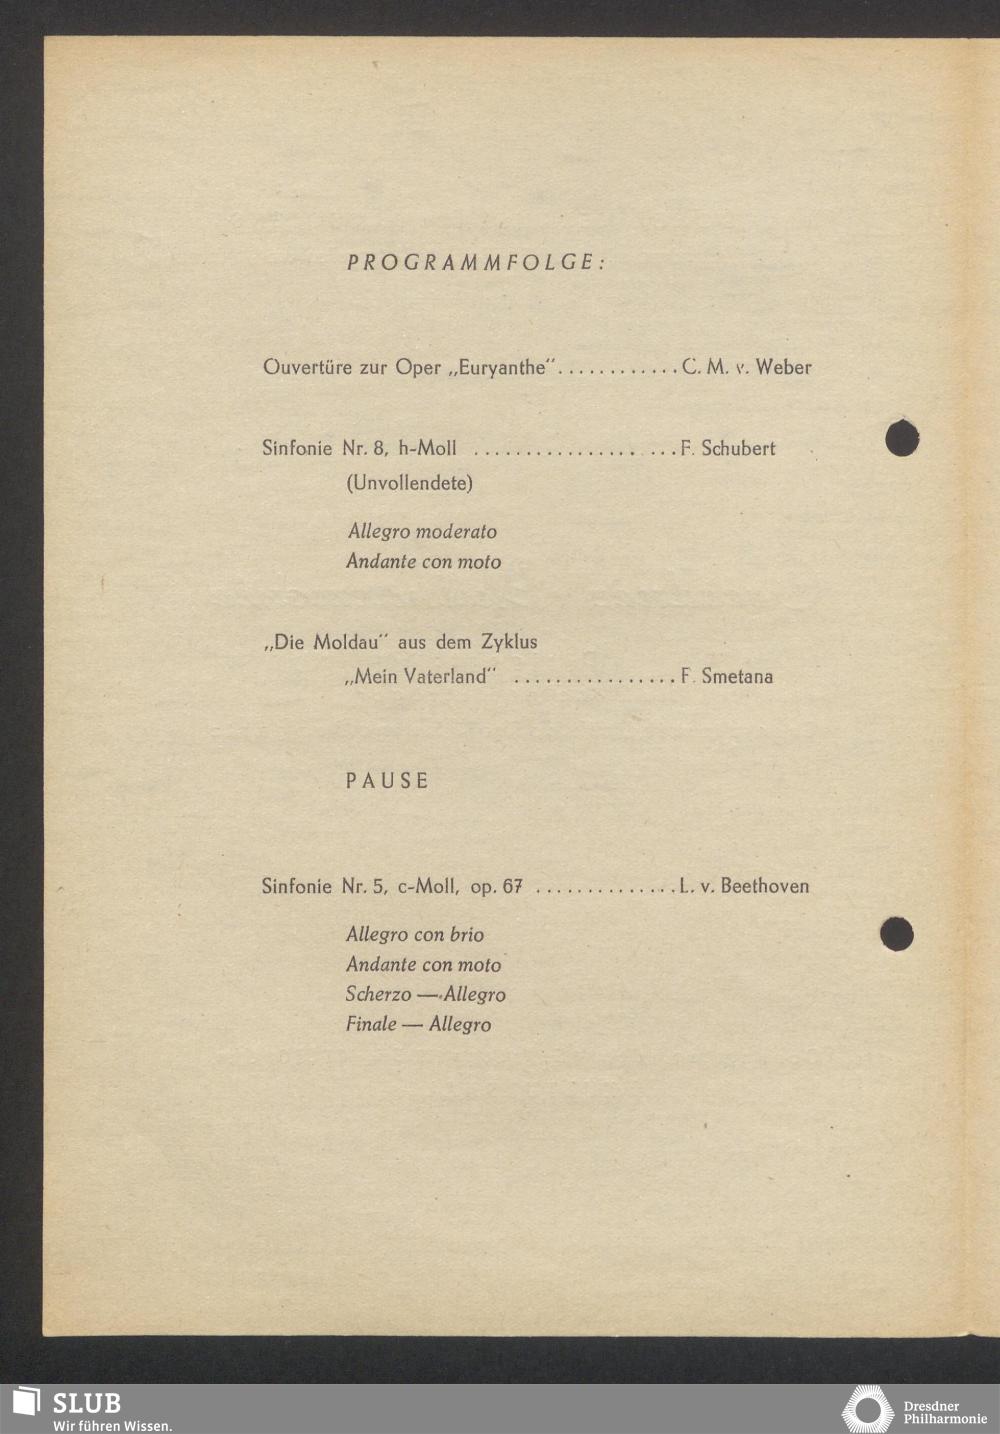 PROGRAMMFOLGE:
Ouvertüre zur Oper „Euryanthe“............C. M. v. Weber
Sinfonie Nr. 8, h-Moll ...................F. Schubert
(Unvollendete)
Allegro moderato
Andante con moto
„Die Moldau“ aus dem Zyklus
„Mein Vaterland“ ................F. Smetana
PAUSE
Sinfonie Nr. 5, c-Moll, op. 67 ..............L. v. Beethoven
Allegro con brio
Andante con moto
Scherzo — Allegro
Finale — Allegro
SLUB
Wir führen Wissen.
Dresdner
Philharmonie